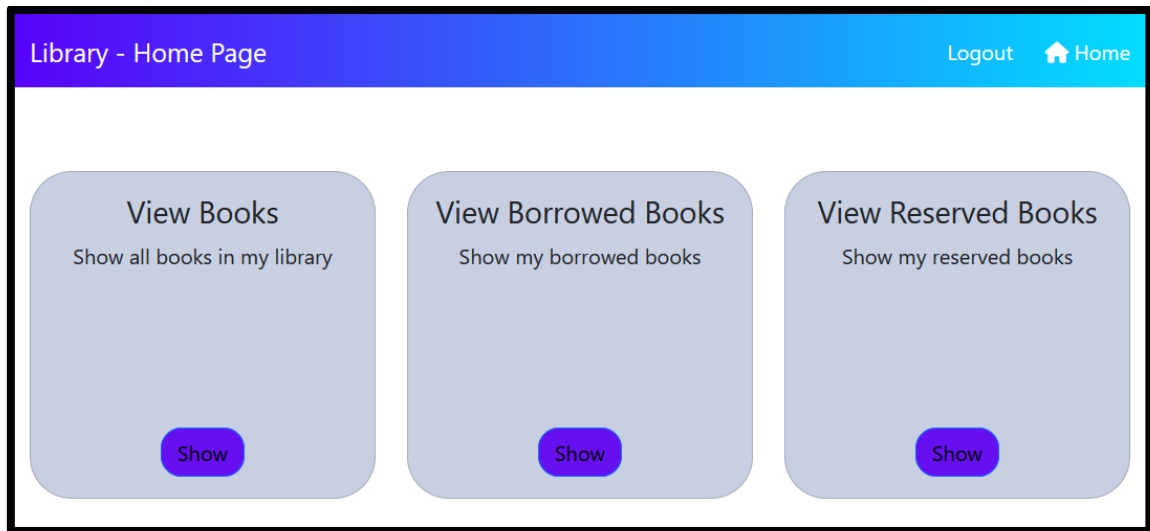 Library - Home Page
Logout
Home
View Books
Show all books in my library
Show
View Borrowed Books
Show my borrowed books
Show
View Reserved Books
Show my reserved books
Show